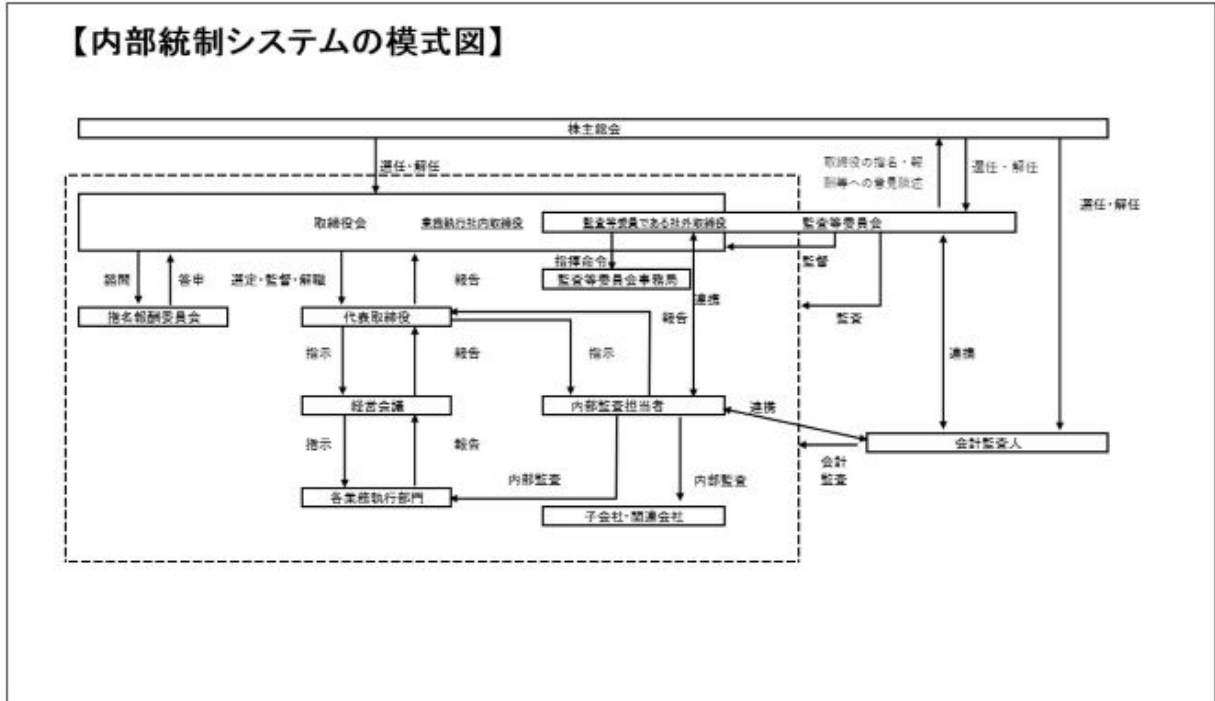 【内部統制システムの模式図】
株主総会
選任・解任
取締役の指名・報
酬等への意見陳述
選任・解任
選任・解任
取締役会
業務執行社内取締役
監査等委員である社外取締役
監査等委員会
諮問
答申
選定・監督・解職
報告
指揮命令
監査等委員会事務局
監督
連携
指名報酬委員会
代表取締役
報告
監査
指示
報告
指示
連携
経営会議
内部監査担当者
連携
指示
報告
会計監査人
会計
監査
内部監査
内部監査
各業務執行部門
子会社・関連会社